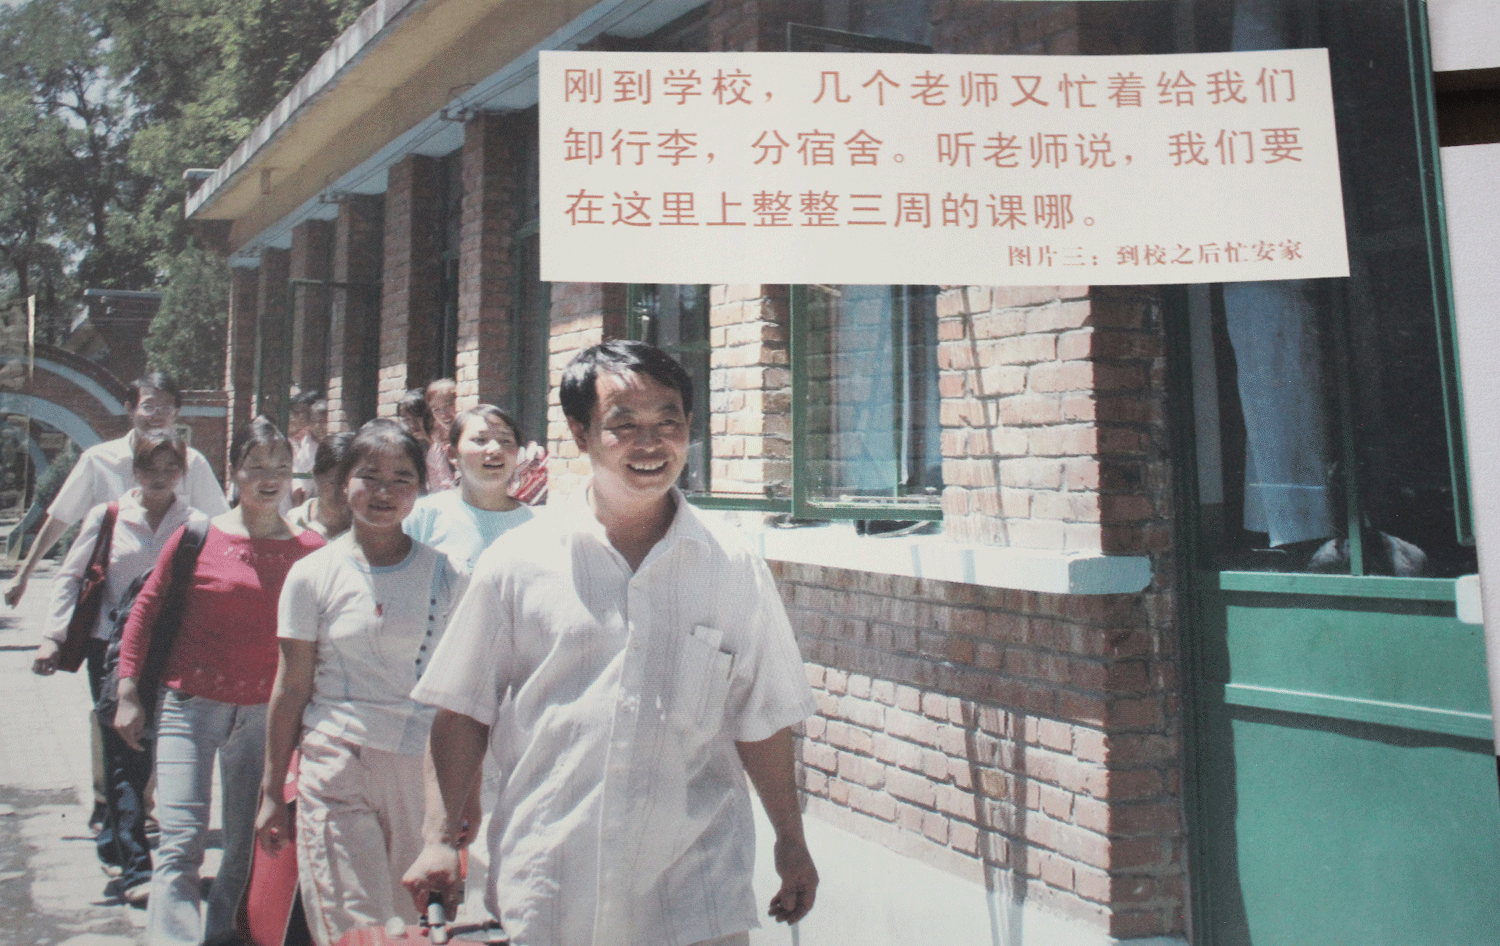 刚到学校，几个老师又忙着给我们
卸行李，分宿舍。听老师说，我们要
在这里上整整三周的课哪。
图片三：到校之后忙安家